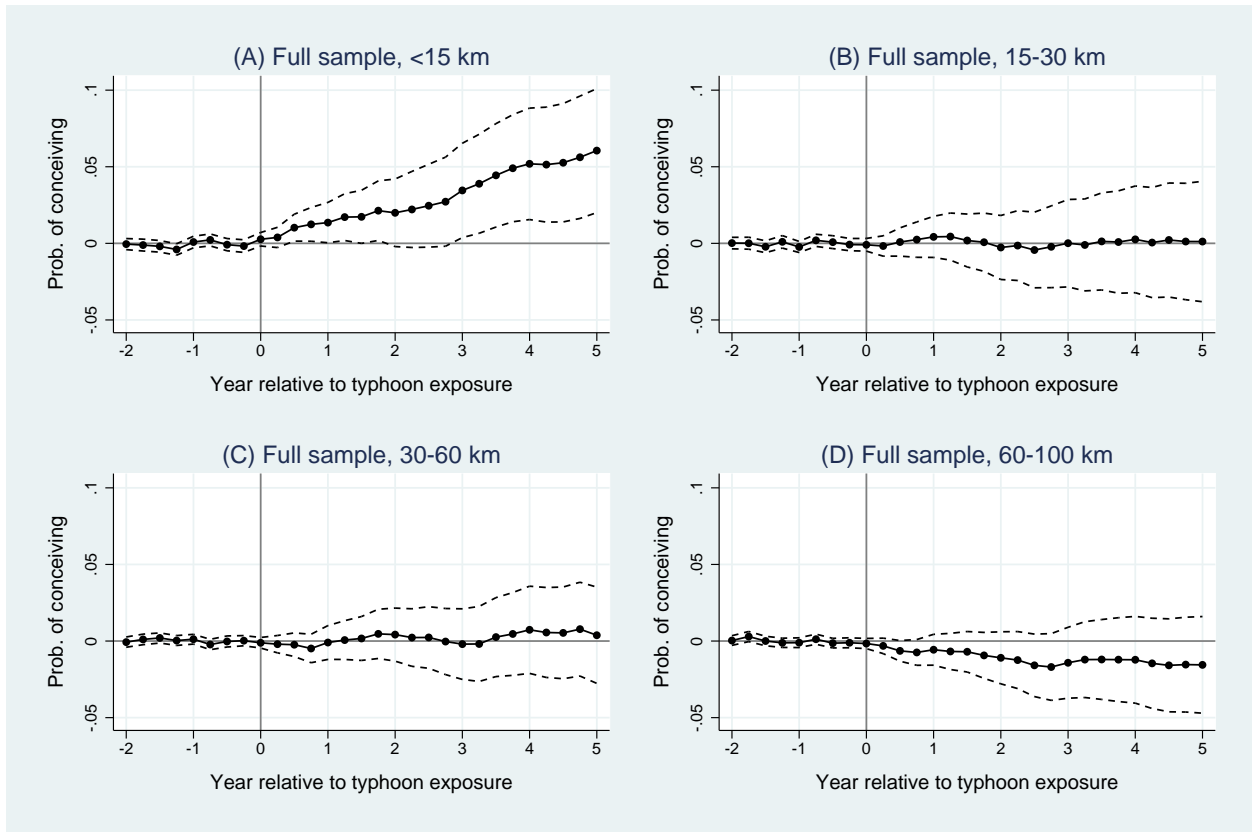 (A) Full sample, <15 km
Prob. of conceiving
.1
.05
0
-.05
-2 -1 0 1 2 3 4 5
Year relative to typhoon exposure
(B) Full sample, 15-30 km
Prob. of conceiving
.1
.05
0
-.05
-2 -1 0 1 2 3 4 5
Year relative to typhoon exposure
(C) Full sample, 30-60 km
Prob. of conceiving
.1
.05
0
-.05
-2 -1 0 1 2 3 4 5
Year relative to typhoon exposure
(D) Full sample, 60-100 km
Prob. of conceiving
.1
.05
0
-.05
-2 -1 0 1 2 3 4 5
Year relative to typhoon exposure